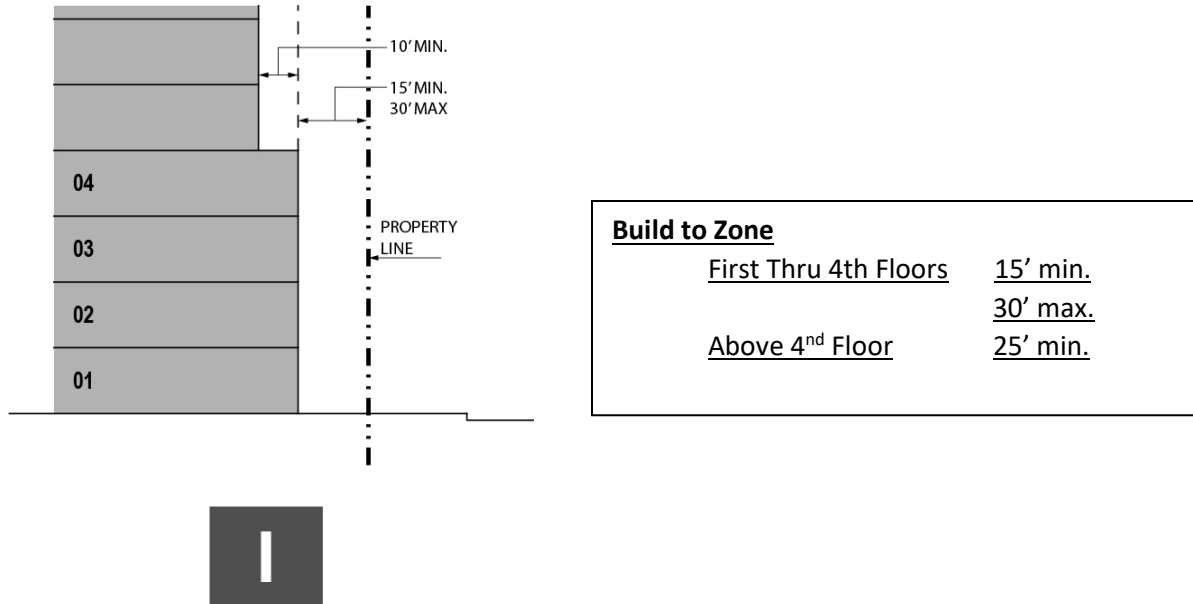 10' MIN.
15' MIN.
30' MAX
04
03
02
01
PROPERTY
LINE
I
Build to Zone
First Thru 4th Floors 15’ min.
30’ max.
Above 4nd Floor 25’ min.